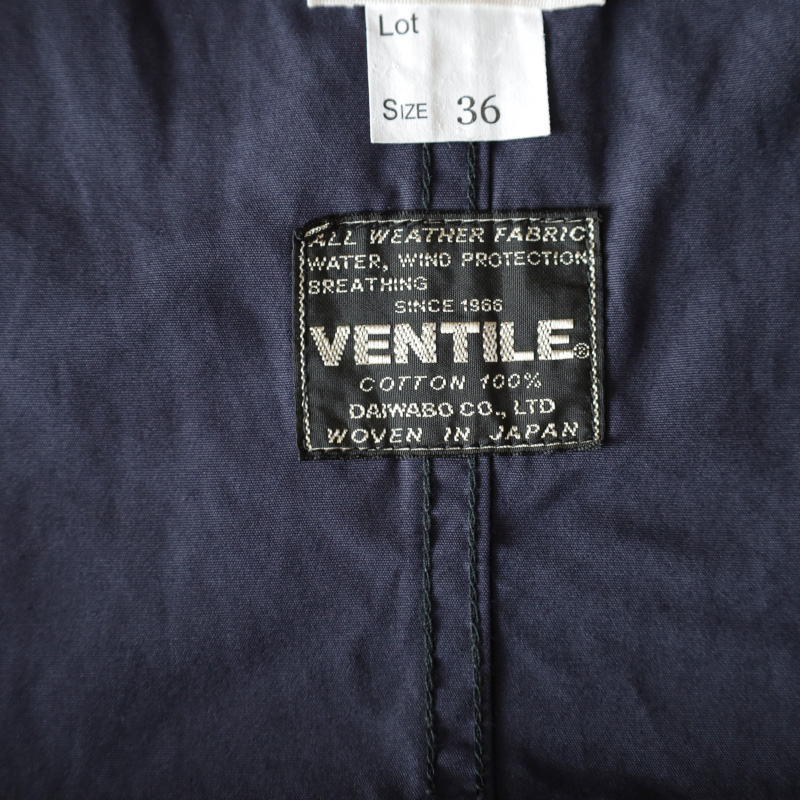 Lot
SIZE 36
ALL WEATHER FABRIC
WATER, WIND PROTECTION
BREATHING
SINCE 1966
VENTILE®
COTTON 100%
DAIWABO CO., LTD
WOVEN IN JAPAN